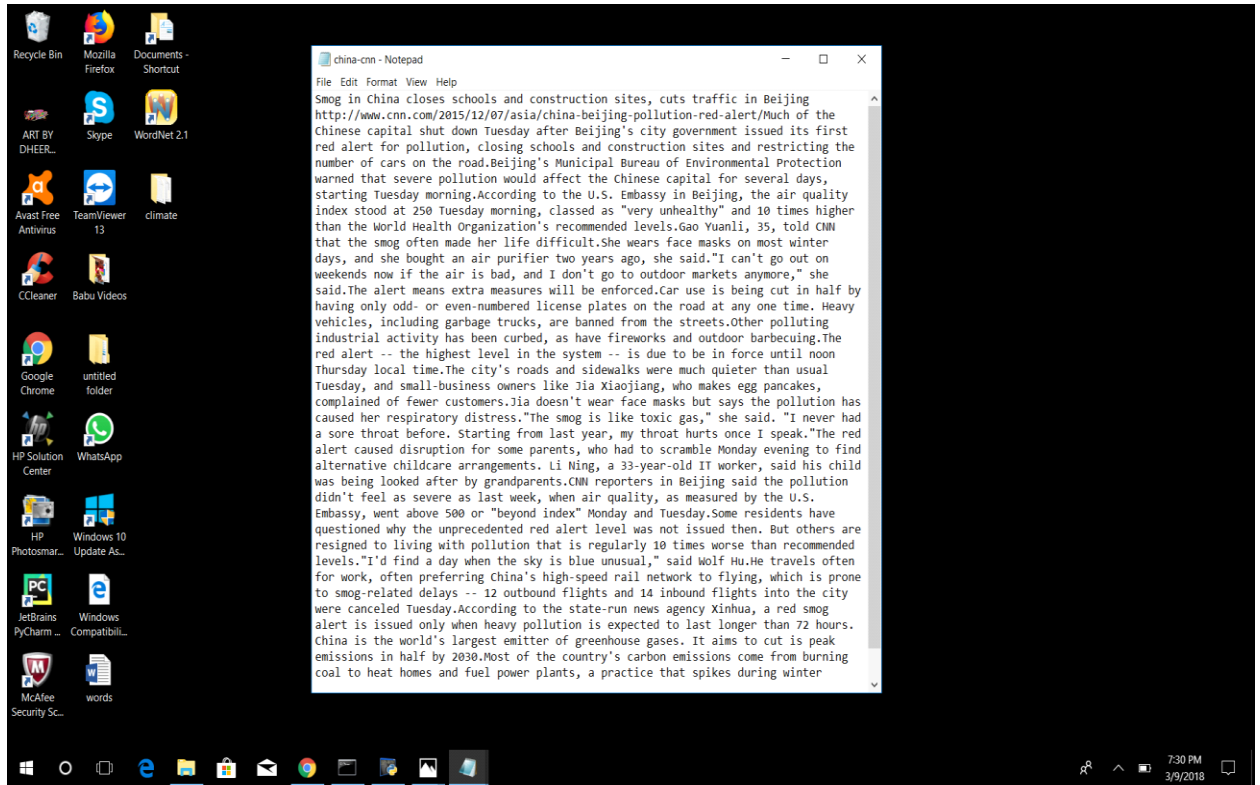 Recycle Bin
Mozilla
Firefox
Documents -
Shortcut
ART BY
DHEER...
Skype
WordNet 2.1
Avast Free
Antivirus
TeamViewer
13
climate
CCleaner
Babu Videos
Google
Chrome
untitled
folder
HP Solution
Center
WhatsApp
HP
Photosmar...
Windows 10
Update As...
JetBrains
PyCharm ...
Windows
Compatibili...
McAfee
Security Sc...
words
china-cnn - Notepad
File Edit Format View Help
Smog in China closes schools and construction sites, cuts traffic in Beijing
http://www.cnn.com/2015/12/07/asia/china-beijing-pollution-red-alert/Much of the
Chinese capital shut down Tuesday after Beijing's city government issued its first
red alert for pollution, closing schools and construction sites and restricting the
number of cars on the road.Beijing's Municipal Bureau of Environmental Protection
warned that severe pollution would affect the Chinese capital for several days,
starting Tuesday morning.According to the U.S. Embassy in Beijing, the air quality
index stood at 250 Tuesday morning, classed as "very unhealthy" and 10 times higher
than the World Health Organization's recommended levels.Gao Yuanli, 35, told CNN
that the smog often made her life difficult.She wears face masks on most winter
days, and she bought an air purifier two years ago, she said."I can't go out on
weekends now if the air is bad, and I don't go to outdoor markets anymore," she
said.The alert means extra measures will be enforced.Car use is being cut in half by
having only odd- or even-numbered license plates on the road at any one time. Heavy
vehicles, including garbage trucks, are banned from the streets.Other polluting
industrial activity has been curbed, as have fireworks and outdoor barbecuing.The
red alert -- the highest level in the system -- is due to be in force until noon
Thursday local time.The city's roads and sidewalks were much quieter than usual
Tuesday, and small-business owners like Jia Xiaojiang, who makes egg pancakes,
complained of fewer customers.Jia doesn't wear face masks but says the pollution has
caused her respiratory distress."The smog is like toxic gas," she said. "I never had
a sore throat before. Starting from last year, my throat hurts once I speak."The red
alert caused disruption for some parents, who had to scramble Monday evening to find
alternative childcare arrangements. Li Ning, a 33-year-old IT worker, said his child
was being looked after by grandparents.CNN reporters in Beijing said the pollution
didn't feel as severe as last week, when air quality, as measured by the U.S.
Embassy, went above 500 or "beyond index" Monday and Tuesday.Some residents have
questioned why the unprecedented red alert level was not issued then. But others are
resigned to living with pollution that is regularly 10 times worse than recommended
levels."I'd find a day when the sky is blue unusual," said Wolf Hu.He travels often
for work, often preferring China's high-speed rail network to flying, which is prone
to smog-related delays -- 12 outbound flights and 14 inbound flights into the city
were canceled Tuesday.According to the state-run news agency Xinhua, a red smog
alert is issued only when heavy pollution is expected to last longer than 72 hours.
China is the world's largest emitter of greenhouse gases. It aims to cut is peak
emissions in half by 2030.Most of the country's carbon emissions come from burning
coal to heat homes and fuel power plants, a practice that spikes during winter
7:30 PM
3/9/2018